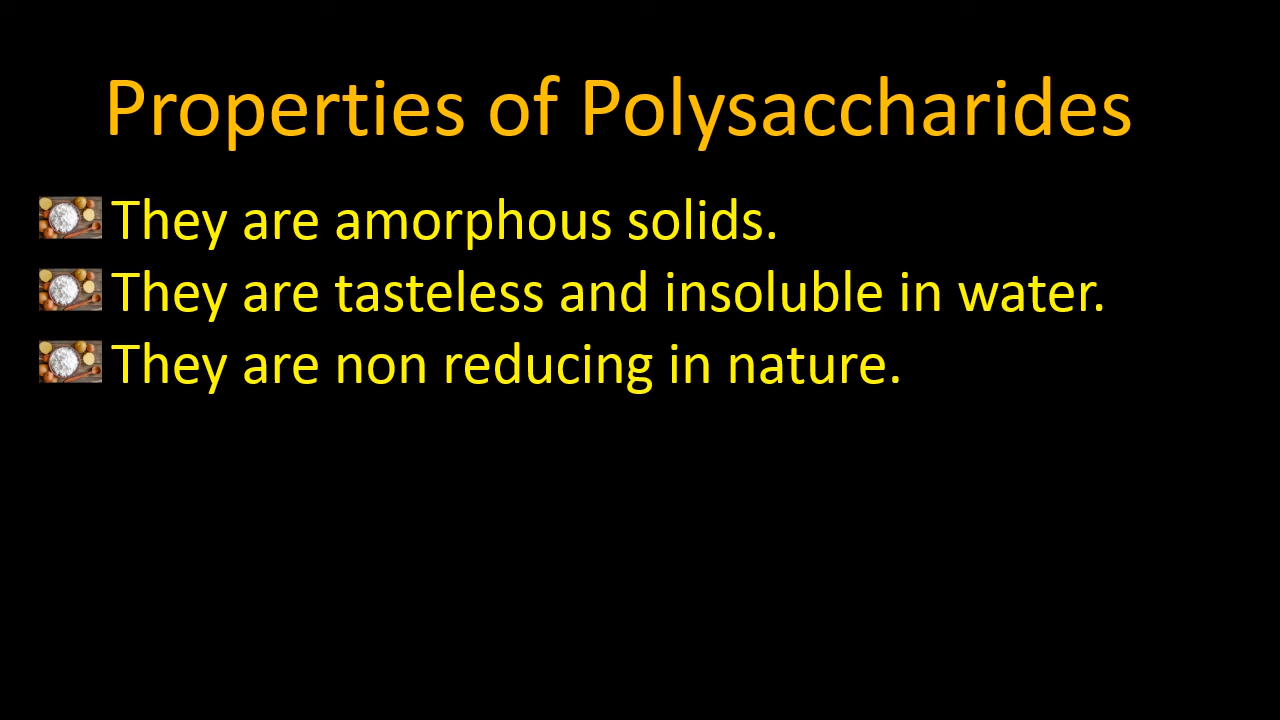 Properties of Polysaccharides
They are amorphous solids.
They are tasteless and insoluble in water.
They are non reducing in nature.